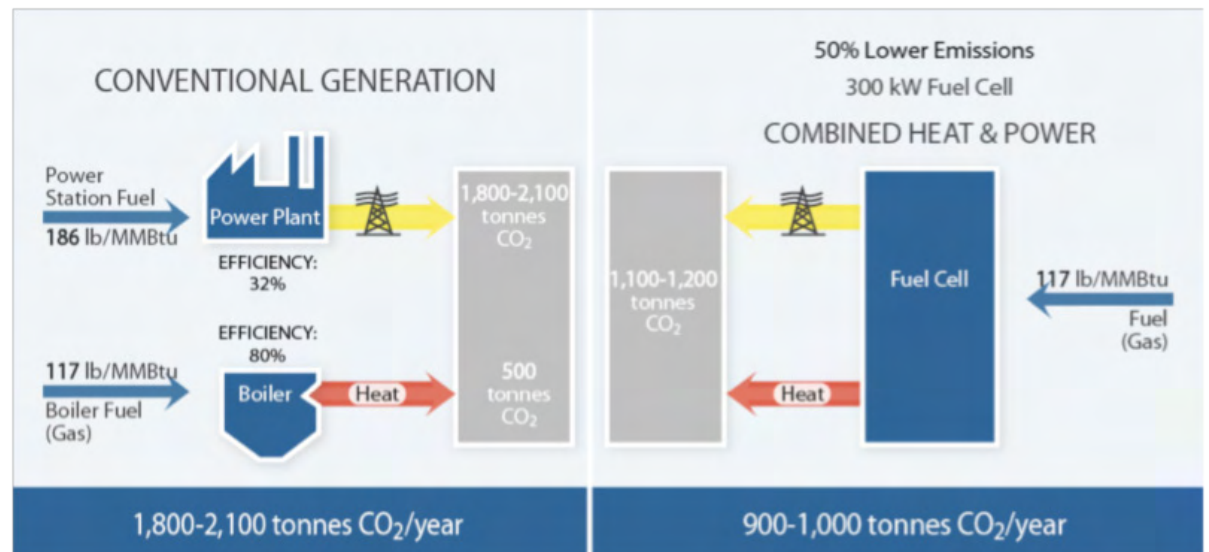 CONVENTIONAL GENERATION
Power
Station Fuel
186 lb/MMBtu
Power Plant
EFFICIENCY:
32%
1,800-2,100
tonnes
CO₂
EFFICIENCY:
80%
117 lb/MMBtu
Boiler Fuel
(Gas)
Boiler
Heat
500
tonnes
CO₂
1,800-2,100 tonnes CO₂/year
50% Lower Emissions
300 kW Fuel Cell
COMBINED HEAT & POWER
1,100-1,200
tonnes
CO₂
Heat
Fuel Cell
117 lb/MMBtu
Fuel
(Gas)
900-1,000 tonnes CO₂/year